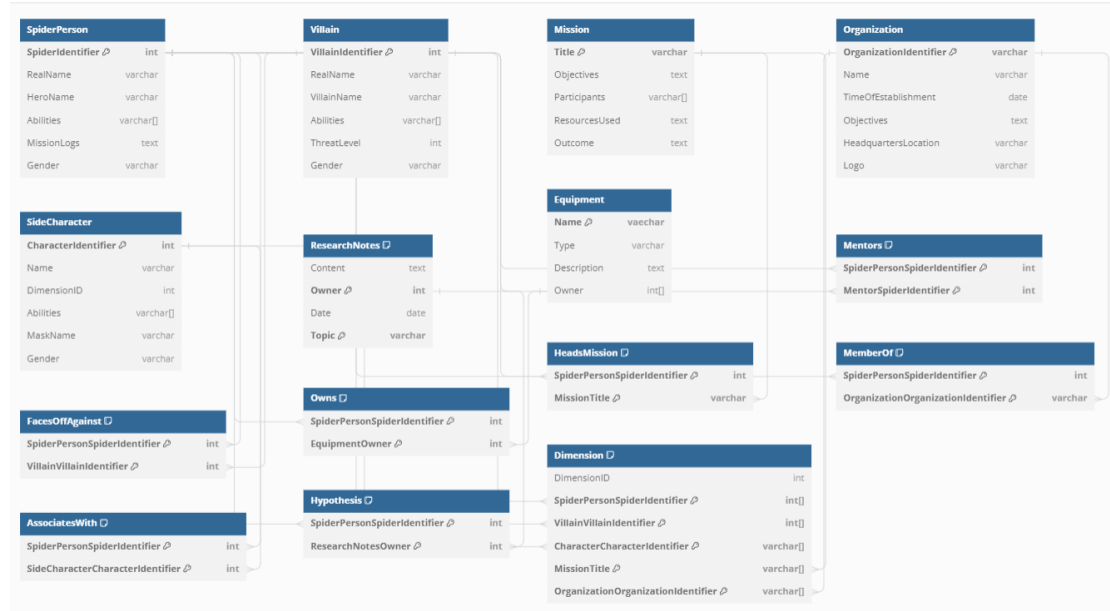 SpiderPerson
SpiderIdentifier int
RealName varchar
HeroName varchar
Abilities varchar[]
MissionLogs text
Gender varchar
Villain
VillainIdentifier int
RealName varchar
VillainName varchar
Abilities varchar[]
ThreatLevel int
Gender varchar
Mission
Title varchar
Objectives text
Participants varchar[]
ResourcesUsed text
Outcome text
Organization
OrganizationIdentifier varchar
Name varchar
TimeOfEstablishment date
Objectives text
HeadquartersLocation varchar
Logo varchar
SideCharacter
CharacterIdentifier int
Name varchar
DimensionID int
Abilities varchar[]
MaskName varchar
Gender varchar
ResearchNotes
Content text
Owner int
Date date
Topic varchar
Equipment
Name vaechar
Type varchar
Description text
Owner int[]
Mentors
SpiderPersonSpiderIdentifier int
MentorSpiderIdentifier int
HeadsMission
SpiderPersonSpiderIdentifier int
MissionTitle varchar
MemberOf
SpiderPersonSpiderIdentifier int
OrganizationOrganizationIdentifier varchar
FacesOffAgainst
SpiderPersonSpiderIdentifier int
VillainVillainIdentifier int
Owns
SpiderPersonSpiderIdentifier int
EquipmentOwner int
Dimension
DimensionID int
SpiderPersonSpiderIdentifier int[]
VillainVillainIdentifier int[]
CharacterCharacterIdentifier varchar[]
MissionTitle varchar[]
OrganizationOrganizationIdentifier varchar[]
AssociatesWith
SpiderPersonSpiderIdentifier int
SideCharacterCharacterIdentifier int
Hypothesis
SpiderPersonSpiderIdentifier int
ResearchNotesOwner int